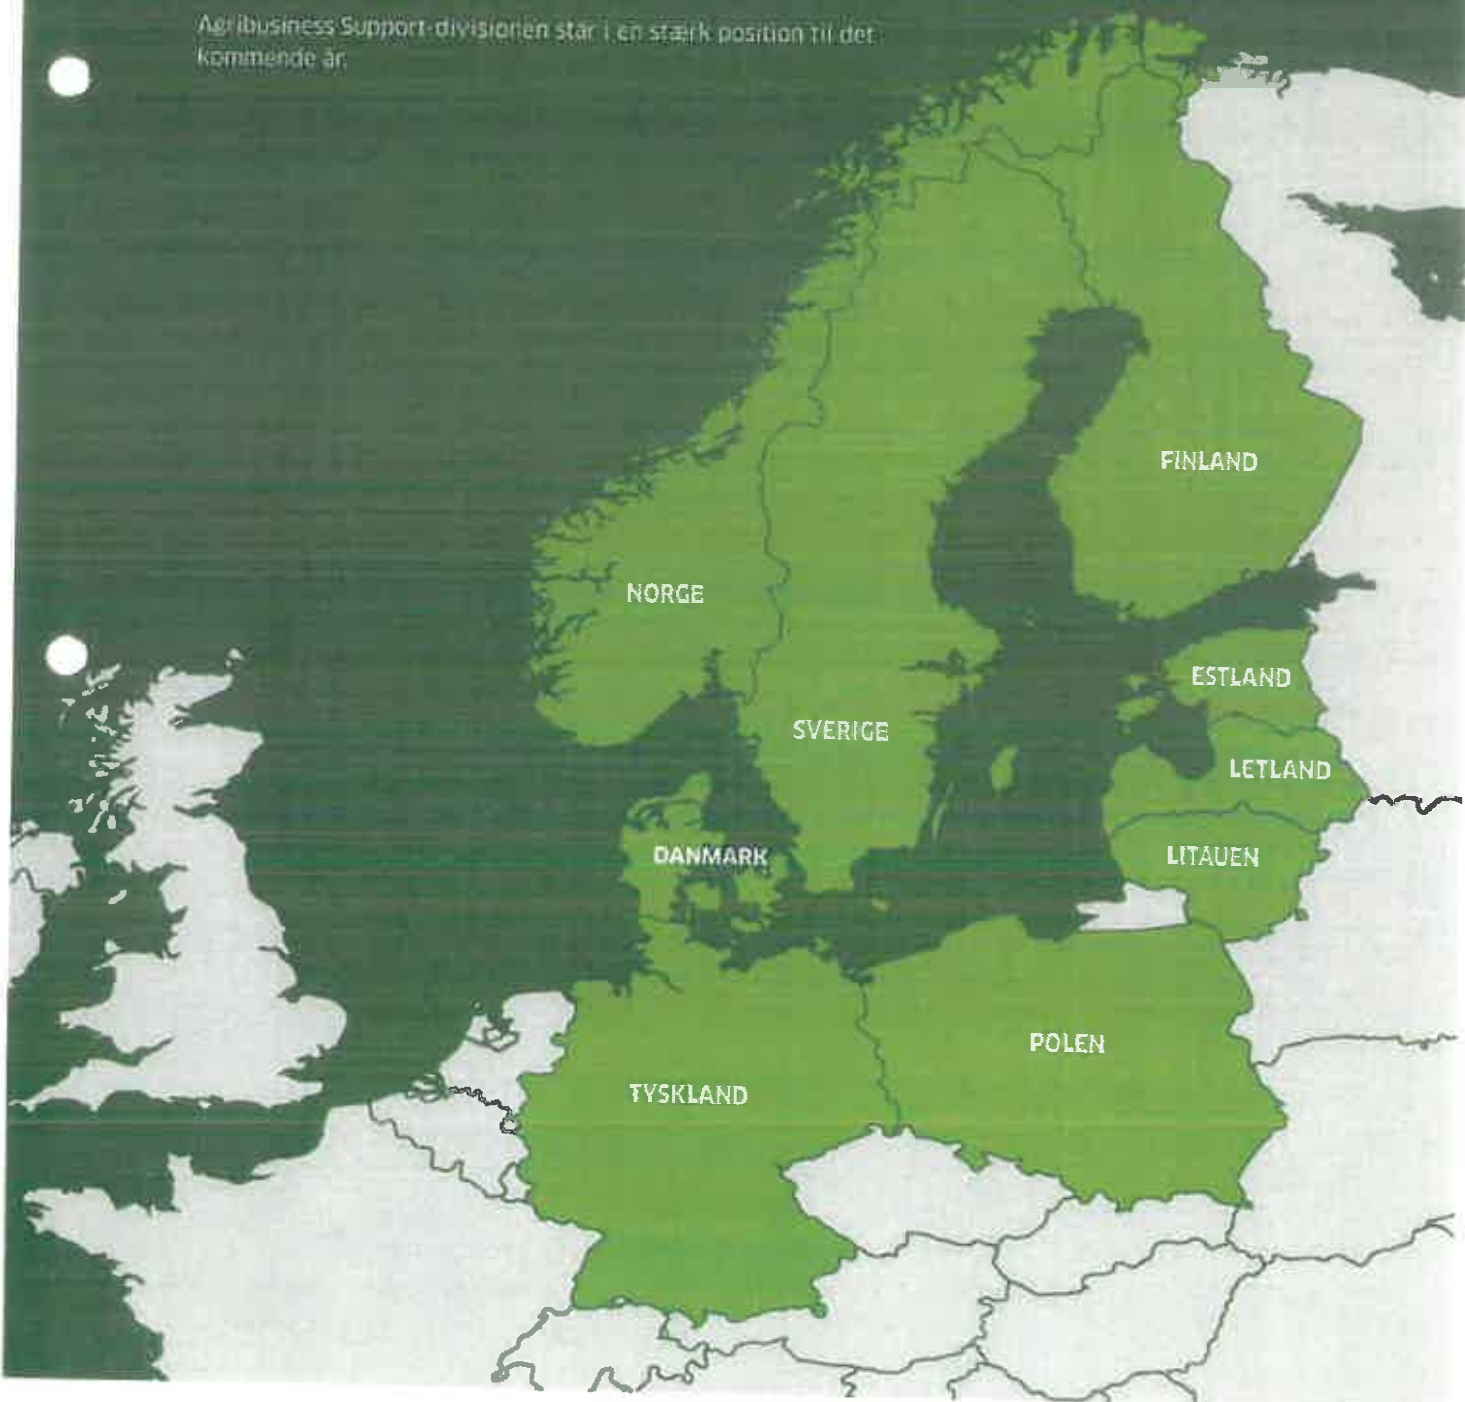 Agribusiness Support-divisionen står i en stærk position til det
kommende år.
FINLAND
NORGE
ESTLAND
SVERIGE
LETLAND
DANMARK
LITAUEN
POLEN
TYSKLAND